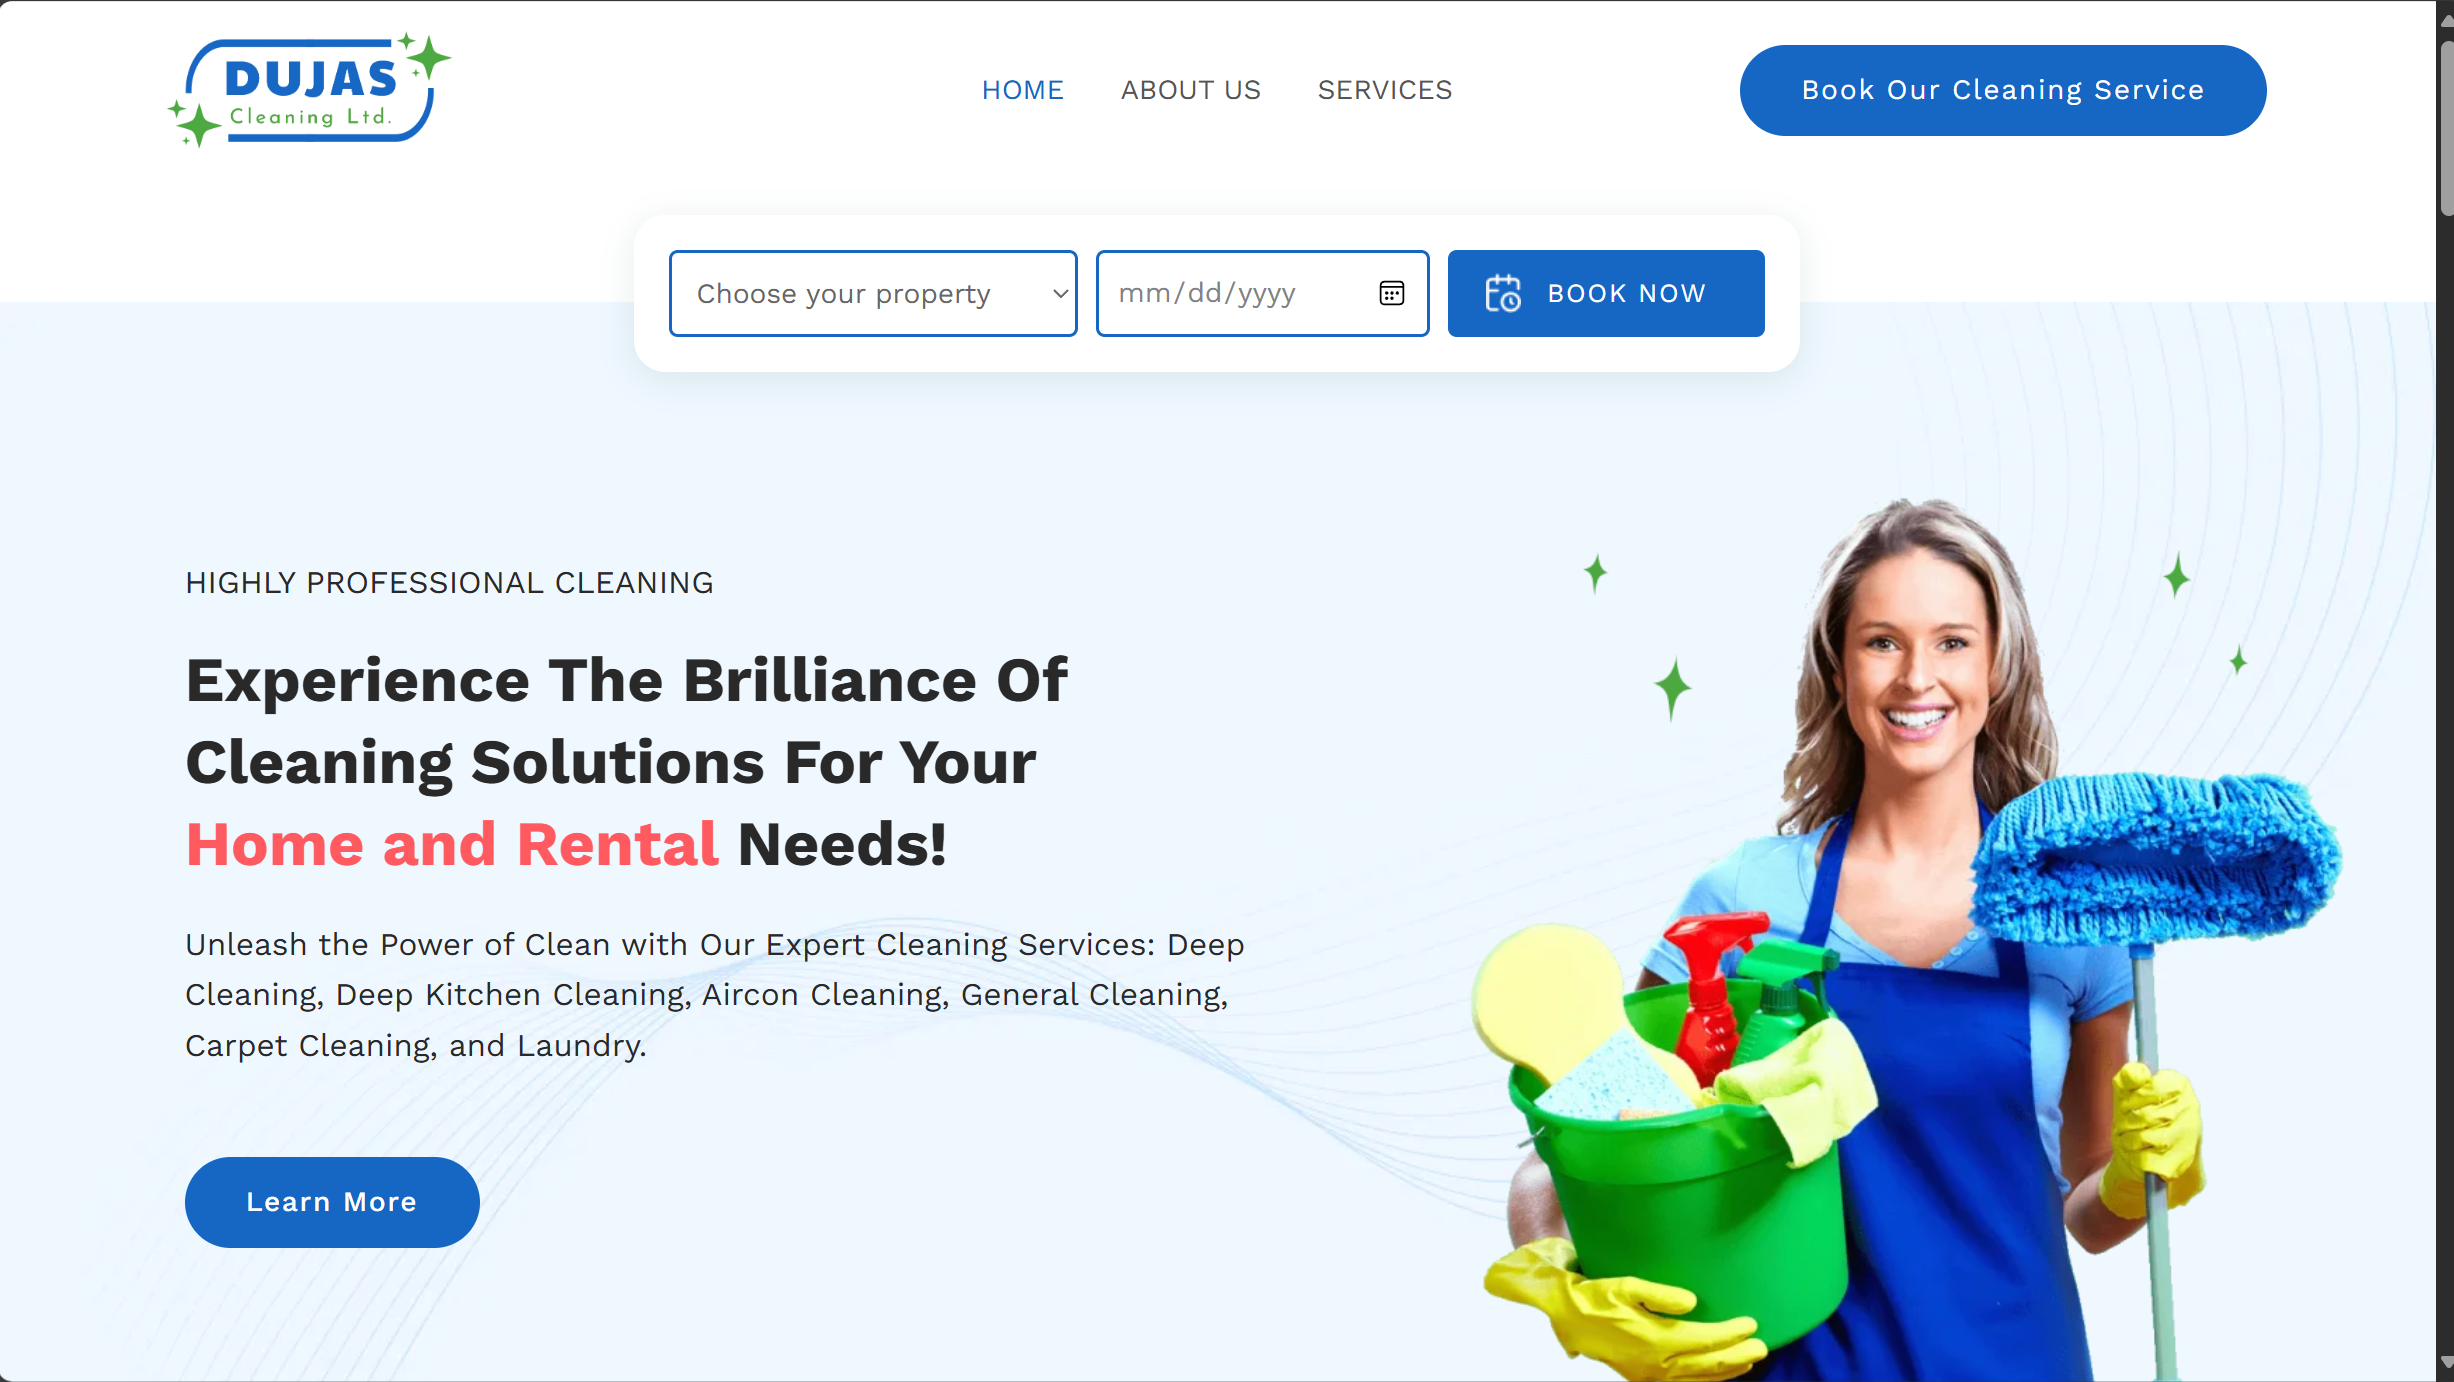 DUJAS
Cleaning Ltd.
HOME
ABOUT US
SERVICES
Book Our Cleaning Service
Choose your property
mm/dd/yyyy
BOOK NOW
HIGHLY PROFESSIONAL CLEANING
Experience The Brilliance Of
Cleaning Solutions For Your
Home and Rental Needs!
Unleash the Power of Clean with Our Expert Cleaning Services: Deep
Cleaning, Deep Kitchen Cleaning, Aircon Cleaning, General Cleaning,
Carpet Cleaning, and Laundry.
Learn More